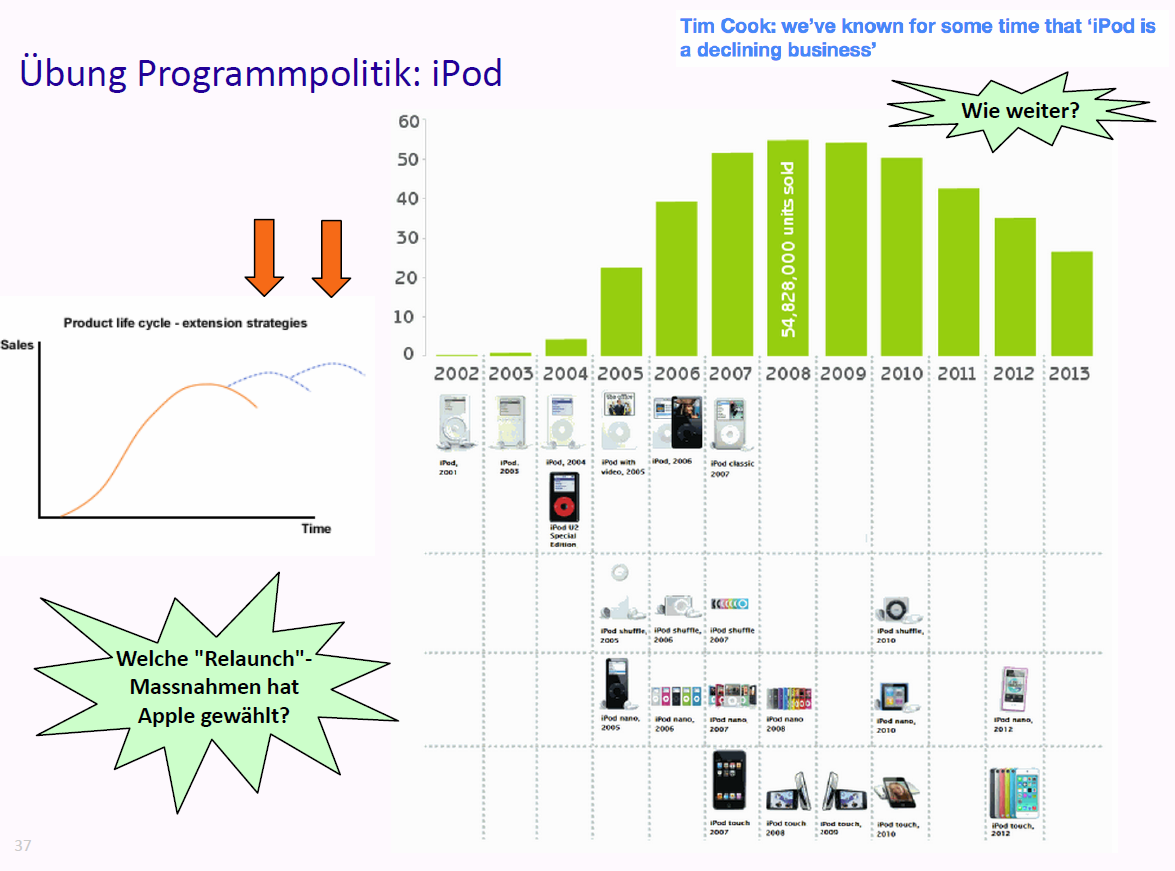 Tim Cook: we've known for some time that 'iPod is
a declining business'
Übung Programmpolitik: iPod
Wie weiter?
60
50
40
30
20
10
0
54,828,000 units sold
2002 2003 2004 2005 2006 2007 2008 2009 2010 2011 2012 2013
Product life cycle - extension strategies
Sales
Time
iPod,
2001
iPod,
2003
iPod, 2004
the office
iPod with
video, 2005
iPod, 2006
iPod classic
2007
iPod U2
Special
Edition
iPod shuffle,
2005
iPod shuffle,
2006
iPod shuffle
2007
iPod shuffle,
2010
iPod nano,
2005
iPod nano,
2006
iPod nano,
2007
iPod nano
2008
iPod nano,
2010
iPod nano,
2012
iPod touch
2007
iPod touch
2008
iPod touch,
2009
iPod touch,
2010
iPod touch,
2012
Welche "Relaunch"-
Massnahmen hat
Apple gewählt?
37